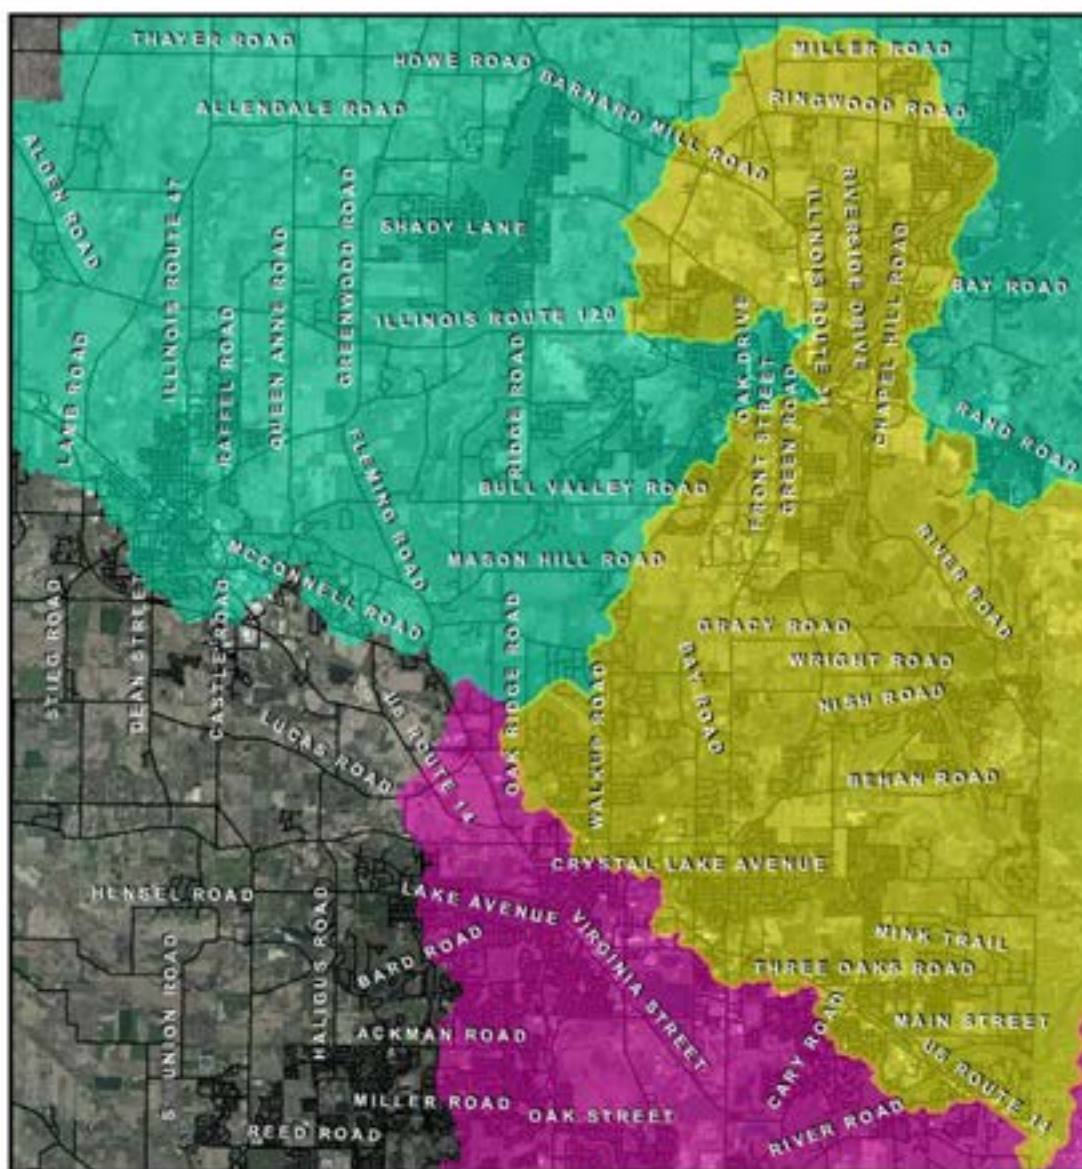 THAYER ROAD
HOWE ROAD
MILLER ROAD
BARNARD MILL ROAD
RINGWOOD ROAD
ALLENDALE ROAD
ALDEN ROAD
ILLINOIS ROUTE 47
GREENWOOD ROAD
SHADY LANE
RIVERSIDE DRIVE
CHAPEL HILL ROAD
QUEEN ANNE ROAD
BAY ROAD
ILLINOIS ROUTE 120
OAK DRIVE
RAFFEL ROAD
LAMB ROAD
RIDGE ROAD
FRONT STREET
GREEN ROAD
RAND ROAD
FLEMING ROAD
BULL VALLEY ROAD
MASON HILL ROAD
RIVER ROAD
MCCONNELL ROAD
STIEG ROAD
DEAN STREET
CASTLE ROAD
OAK RIDGE ROAD
GRACY ROAD
BAY ROAD
WRIGHT ROAD
NISH ROAD
WALKUP ROAD
LUCAS ROAD
US ROUTE 14
BEHAN ROAD
CRYSTAL LAKE AVENUE
HENSEL ROAD
LAKE AVENUE
HALIGUS ROAD
VIRGINIA STREET
BARD ROAD
MINK TRAIL
THREE OAKS ROAD
S UNION ROAD
ACKMAN ROAD
CARY ROAD
MAIN STREET
US ROUTE 14
MILLER ROAD
OAK STREET
REED ROAD
RIVER ROAD